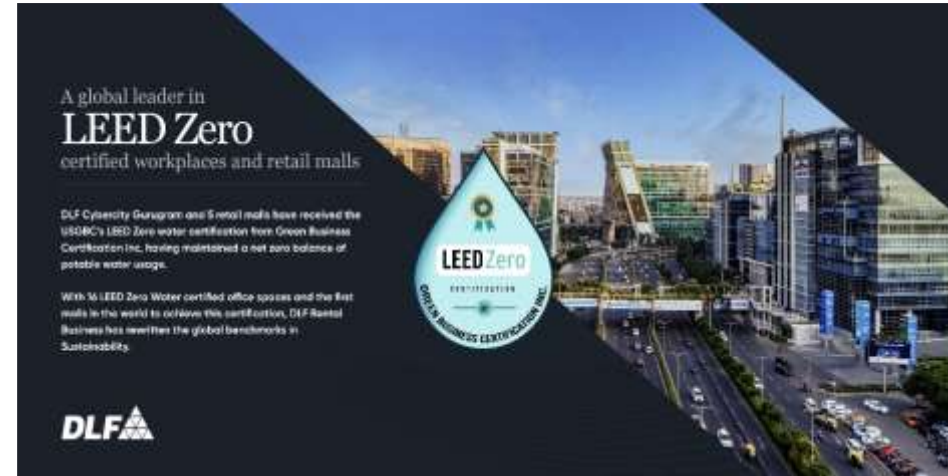 A global leader in
LEED Zero
certified workplaces and retail malls
DLF Cybercity Gurugram and 5 retail malls have received the
USGBC's LEED Zero water certification from Green Business
Certification Inc. having maintained a net zero balance of
potable water usage.
With 16 LEED Zero Water certified office spaces and the first
malls in the world to achieve this certification, DLF Rental
Business has rewritten the global benchmarks in
Sustainability.
LEED Zero
CERTIFICATION
GREEN BUSINESS CERTIFICATION INC.
DLF